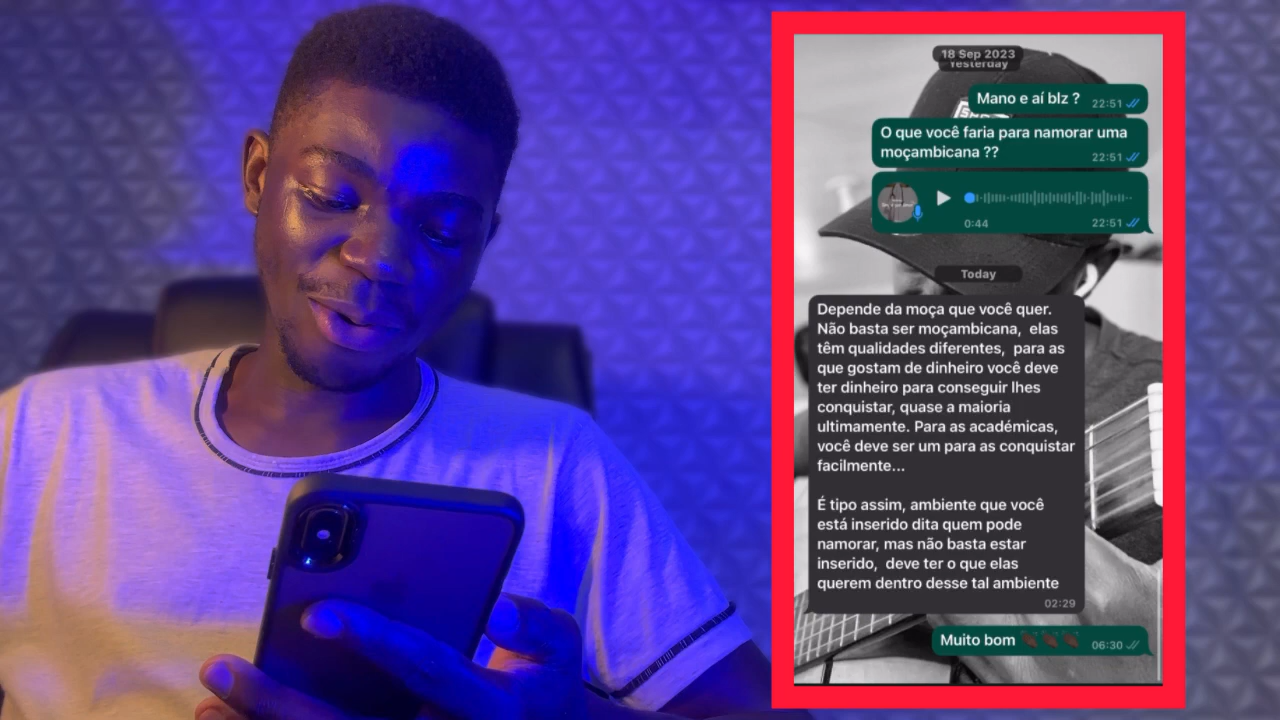 18 Sep 2023
Yesterday
Mano e aí blz ? 22:51
O que você faria para namorar uma
moçambicana ?? 22:51
0:44 22:51
Today
Depende da moça que você quer.
Não basta ser moçambicana, elas
têm qualidades diferentes, para as
que gostam de dinheiro você deve
ter dinheiro para conseguir lhes
conquistar, quase a maioria
ultimamente. Para as académicas,
você deve ser um para as conquistar
facilmente...
É tipo assim, ambiente que você
está inserido dita quem pode
namorar, mas não basta estar
inserido, deve ter o que elas
querem dentro desse tal ambiente
02:29
Muito bom 👏🏿👏🏿👏🏿 06:30